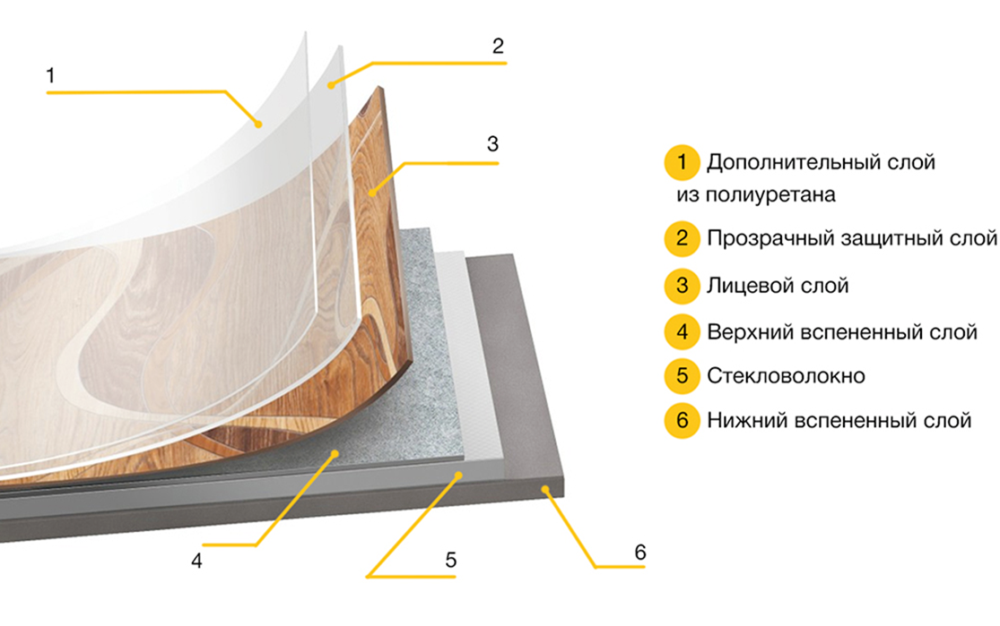 1
2
3
4
5
6
1 Дополнительный слой
из полиуретана
2 Прозрачный защитный слой
3 Лицевой слой
4 Верхний вспененный слой
5 Стекловолокно
6 Нижний вспененный слой